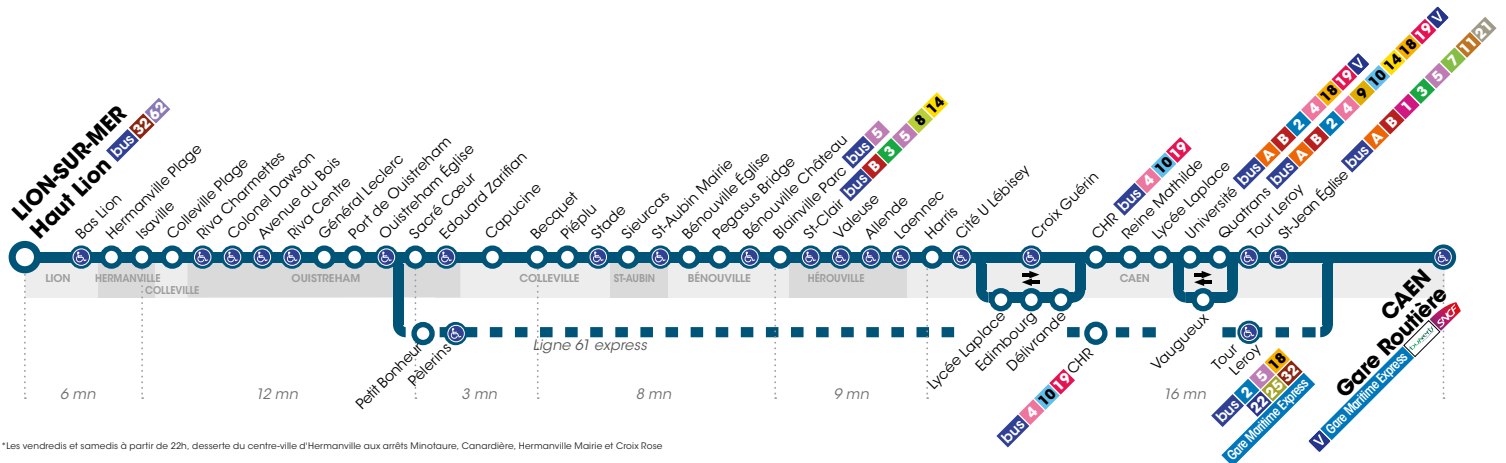 LION-SUR-MER
Haut Lion bus 32 62
Bas Lion
Hermanville Plage
Isaville
Colleville Plage
Riva Charmettes
Colonel Dawson
Avenue du Bois
Riva Centre
Général Leclerc
Port de Ouistreham
Ouistreham Église
Sacré Cœur
Edouard Zarifian
Capucine
Becquet
Piéplu
Stade
Sieurcas
St-Aubin Mairie
Bénouville Église
Pegasus Bridge
Bénouville Château
Blainville Parc bus 5
St-Clair bus B 3 5 8 14
Valeuse
Allende
Laennec
Harris
Cité U Lébisey
Croix Guérin
CHR bus 4 10 19
Reine Mathilde
Lycée Laplace
Université bus A B 2 4 18 19 V
Quatrans bus A B 2 4 9 10 14 18 19 V
Tour Leroy
St-Jean Église bus A B 1 3 5 7 11 21
CAEN
Gare Routière SNCF
V Gare Maritime Express
LION
HERMANVILLE
COLLEVILLE
OUISTREHAM
COLLEVILLE
ST-AUBIN
BÉNOUVILLE
HÉROUVILLE
CAEN
Petit Bonheur
Pèlerins
Ligne 61 express
Lycée Laplace
Edimbourg
Délivrande
CHR
bus 4 10 19
Vaugueux
Tour
Leroy
bus 2 5 18
22 25 32
Gare Maritime Express
6 mn
12 mn
3 mn
8 mn
9 mn
16 mn
*Les vendredis et samedis à partir de 22h, desserte du centre-ville d'Hermanville aux arrêts Minotaure, Canardière, Hermanville Mairie et Croix Rose